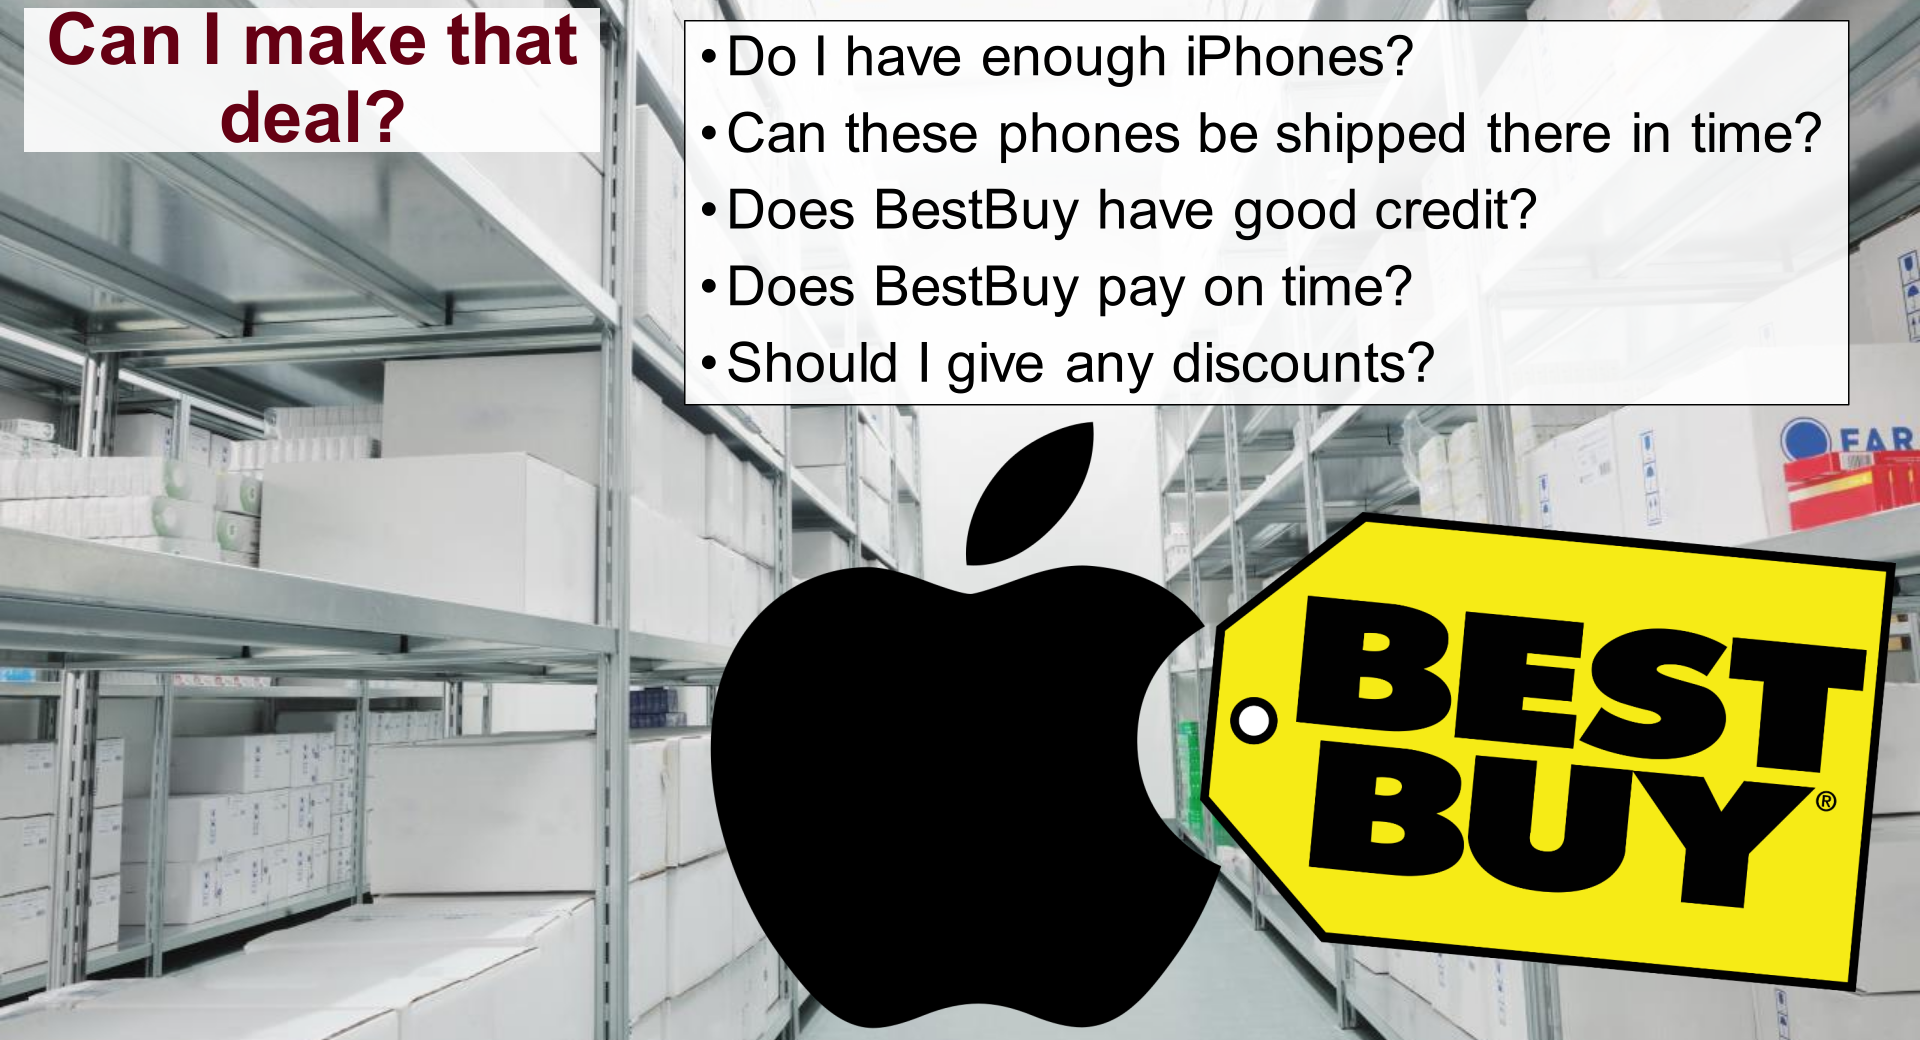 Can I make that
deal?
• Do I have enough iPhones?
• Can these phones be shipped there in time?
• Does BestBuy have good credit?
• Does BestBuy pay on time?
• Should I give any discounts?
FAR
BEST
BUY®